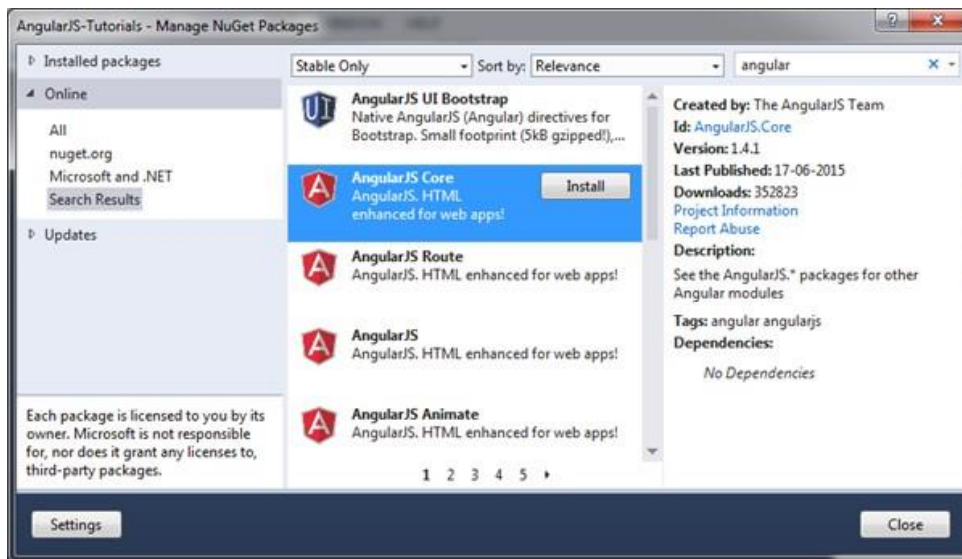 AngularJS-Tutorials - Manage NuGet Packages
Installed packages
Online
All
nuget.org
Microsoft and .NET
Search Results
Updates
Each package is licensed to you by its
owner. Microsoft is not responsible
for, nor does it grant any licenses to,
third-party packages.
Stable Only
Sort by: Relevance
angular
AngularJS UI Bootstrap
Native AngularJS (Angular) directives for
Bootstrap. Small footprint (5kB gzipped!),...
AngularJS Core
AngularJS. HTML
enhanced for web apps!
Install
AngularJS Route
AngularJS. HTML enhanced for web apps!
AngularJS
AngularJS. HTML enhanced for web apps!
AngularJS Animate
AngularJS. HTML enhanced for web apps!
1 2 3 4 5
Created by: The AngularJS Team
Id: AngularJS.Core
Version: 1.4.1
Last Published: 17-06-2015
Downloads: 352823
Project Information
Report Abuse
Description:
See the AngularJS.* packages for other
Angular modules
Tags: angular angularjs
Dependencies:
No Dependencies
Settings
Close